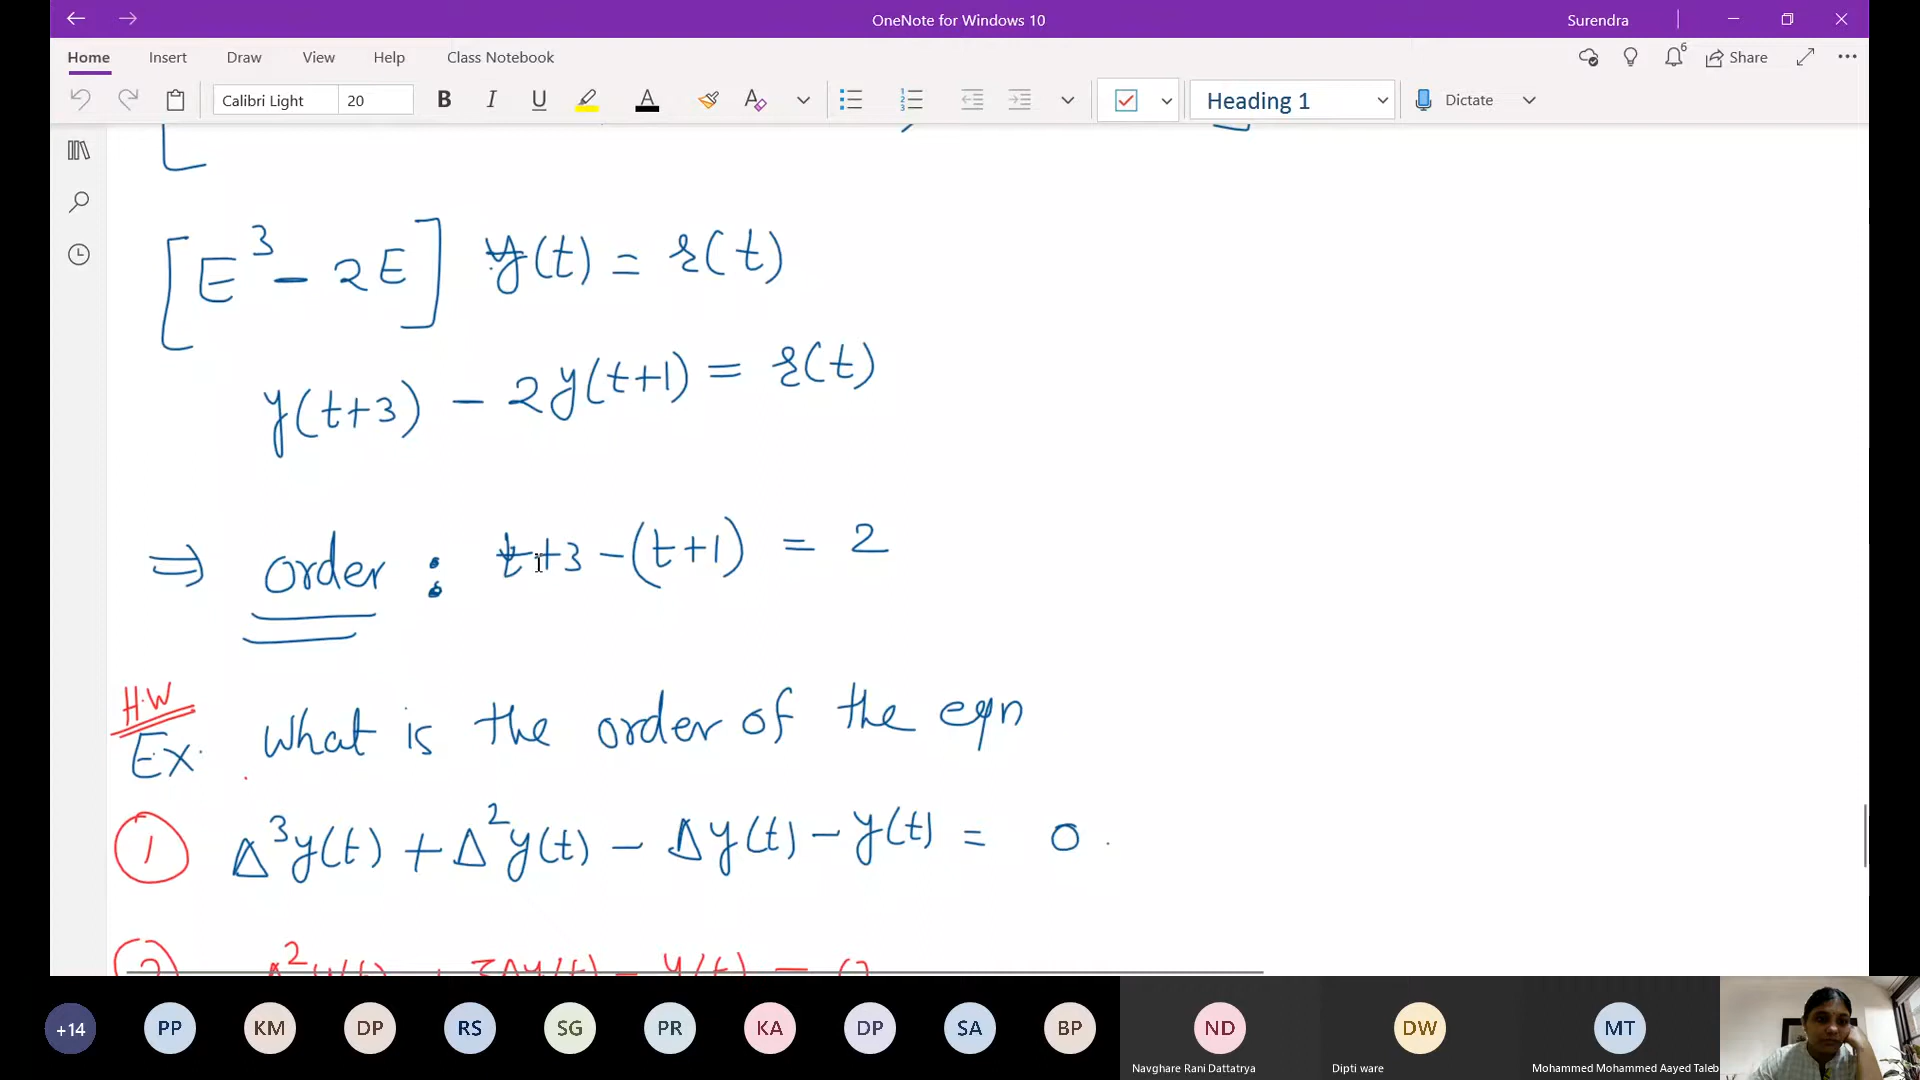 OneNote for Windows 10
Surendra
Home Insert Draw View Help Class Notebook
6 Share
Calibri Light 20 B I U A Heading 1 Dictate
[E³ - 2E] y(t) = r(t)
y(t+3) - 2y(t+1) = r(t)
⇒ order : t+3 -(t+1) = 2
H.W
Ex. What is the order of the eqn
① Δ³y(t) + Δ²y(t) - Δy(t) - y(t) = 0
+14 PP KM DP RS SG PR KA DP SA BP ND DW MT
Navghare Rani Dattatrya Dipti ware Mohammed Mohammed Aayed Taleb